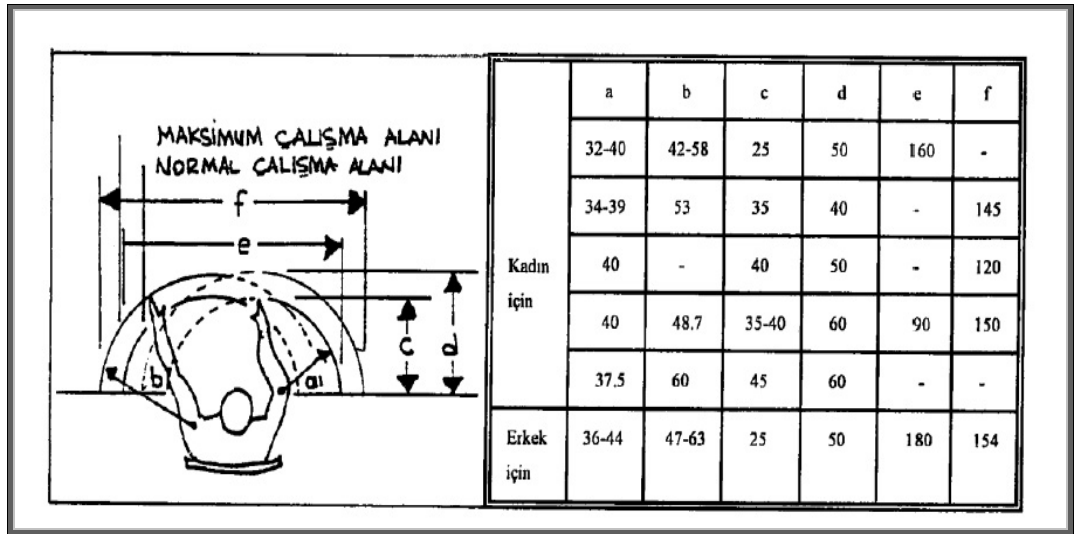 MAKSİMUM ÇALIŞMA ALANI
NORMAL ÇALIŞMA ALANI
f
e
c
d
b
a
a b c d e f
32-40 42-58 25 50 160 -
34-39 53 35 40 - 145
Kadın için
40 - 40 50 - 120
40 48.7 35-40 60 90 150
37.5 60 45 60 - -
Erkek için
36-44 47-63 25 50 180 154